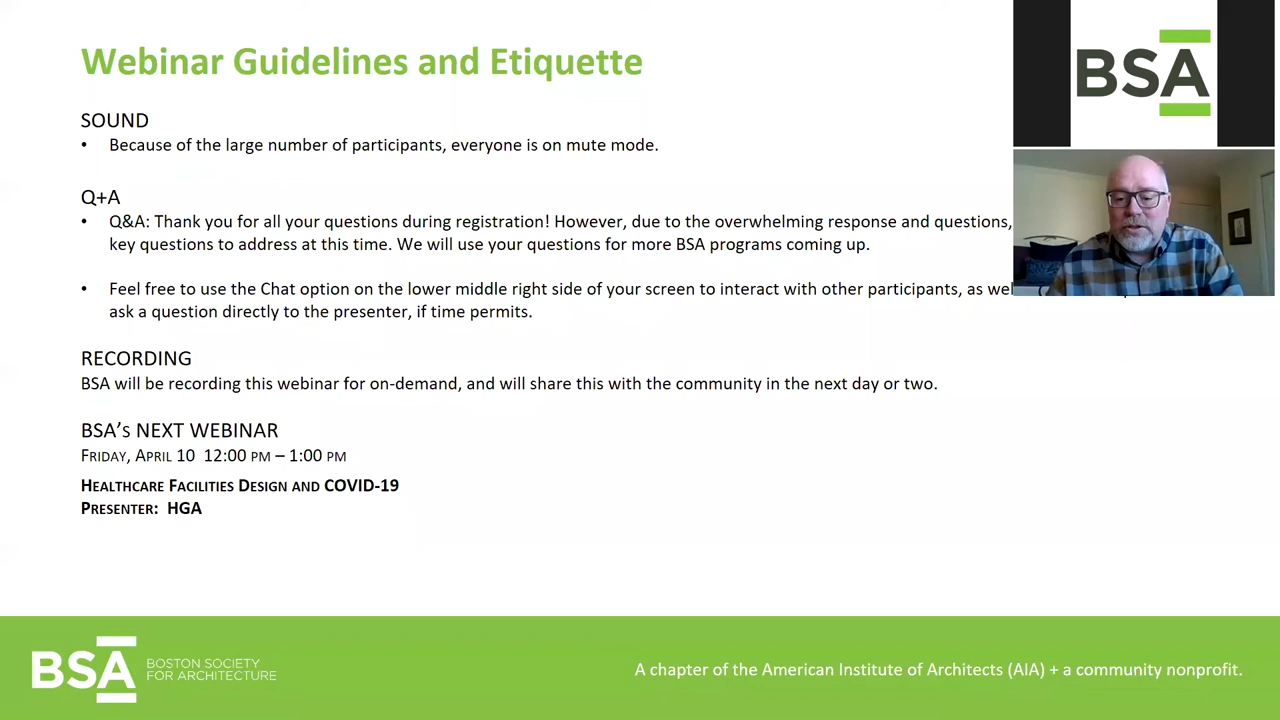 Webinar Guidelines and Etiquette
BSA
SOUND
• Because of the large number of participants, everyone is on mute mode.
Q+A
• Q&A: Thank you for all your questions during registration! However, due to the overwhelming response and questions,
key questions to address at this time. We will use your questions for more BSA programs coming up.
• Feel free to use the Chat option on the lower middle right side of your screen to interact with other participants, as
ask a question directly to the presenter, if time permits.
RECORDING
BSA will be recording this webinar for on-demand, and will share this with the community in the next day or two.
BSA's NEXT WEBINAR
Friday, April 10 12:00 pm – 1:00 pm
Healthcare Facilities Design and COVID-19
Presenter: HGA
BSA BOSTON SOCIETY
FOR ARCHITECTURE
A chapter of the American Institute of Architects (AIA) + a community nonprofit.